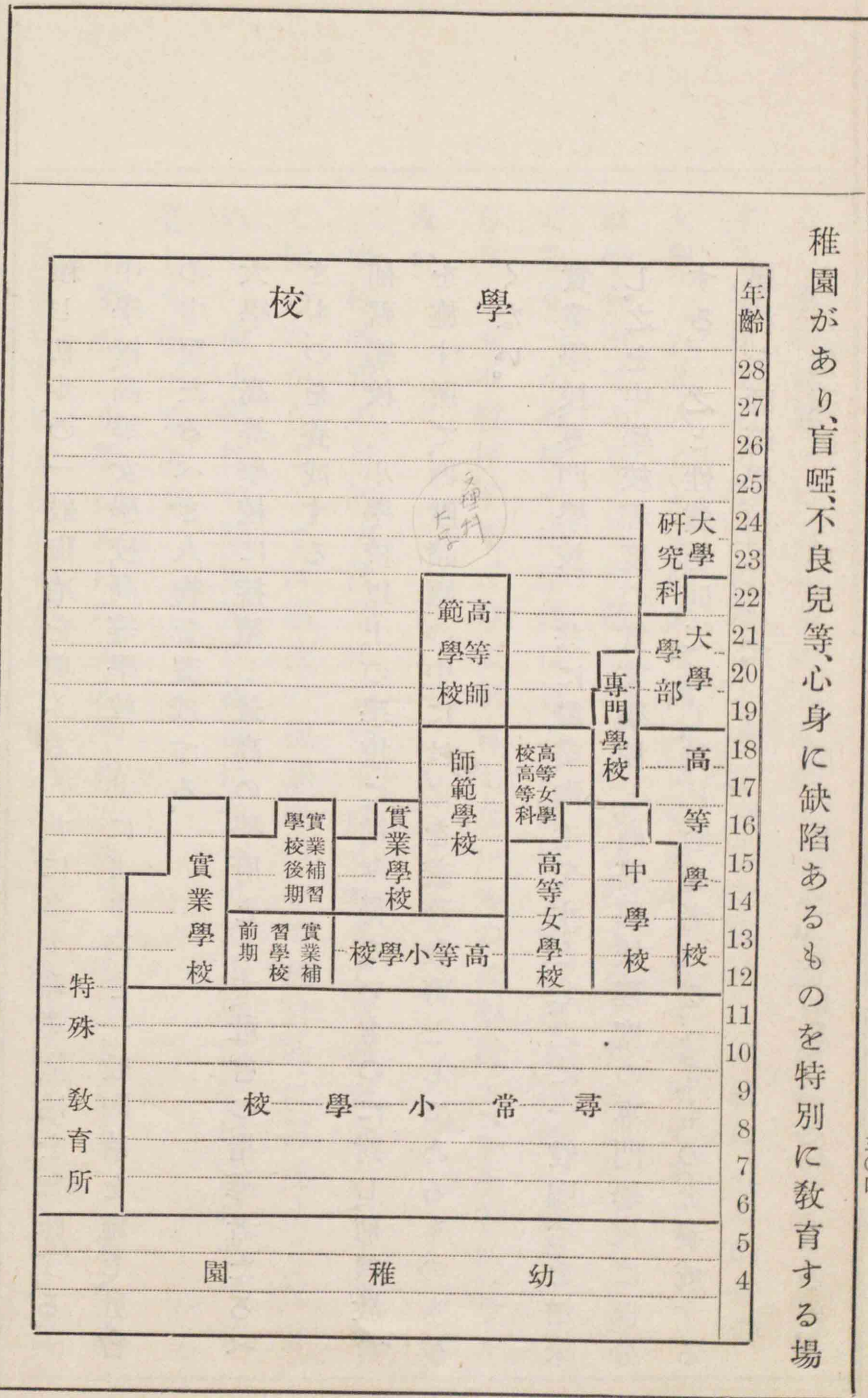 稚園があり、盲啞、不良兒等、心身に缺陷あるものを特別に敎育する場
年齡
28
27
26
25
24
23
22
21
20
19
18
17
16
15
14
13
12
11
10
9
8
7
6
5
4
學校
大學
硏究科
大學
學部
高等學校
專門學校
中學校
高等女學
校高等科
高等女學校
高等師
範學校
師範學校
高等小學校
實業學校
實業補習
學校後期
實業補
習學校
前期
實業學校
尋常小學校
特殊敎育所
幼稚園